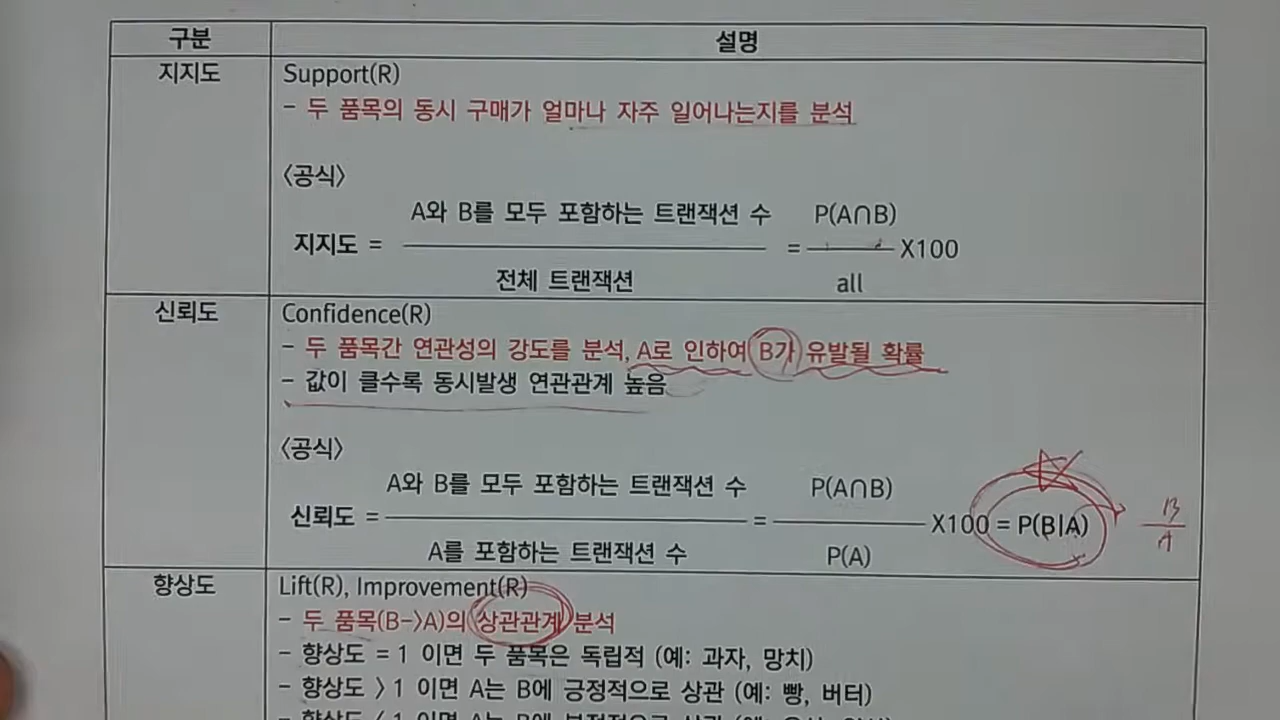 구분 설명
지지도 Support(R)
- 두 품목의 동시 구매가 얼마나 자주 일어나는지를 분석
〈공식〉
A와 B를 모두 포함하는 트랜잭션 수 P(A∩B)
지지도 = = X100
전체 트랜잭션 all
신뢰도 Confidence(R)
- 두 품목간 연관성의 강도를 분석, A로 인하여 B가 유발될 확률
- 값이 클수록 동시발생 연관관계 높음
〈공식〉
A와 B를 모두 포함하는 트랜잭션 수 P(A∩B)
신뢰도 = = X100 = P(B|A) B
A를 포함하는 트랜잭션 수 P(A) A
향상도 Lift(R), Improvement(R)
- 두 품목(B->A)의 상관관계 분석
- 향상도 = 1 이면 두 품목은 독립적 (예: 과자, 망치)
- 향상도 > 1 이면 A는 B에 긍정적으로 상관 (예: 빵, 버터)